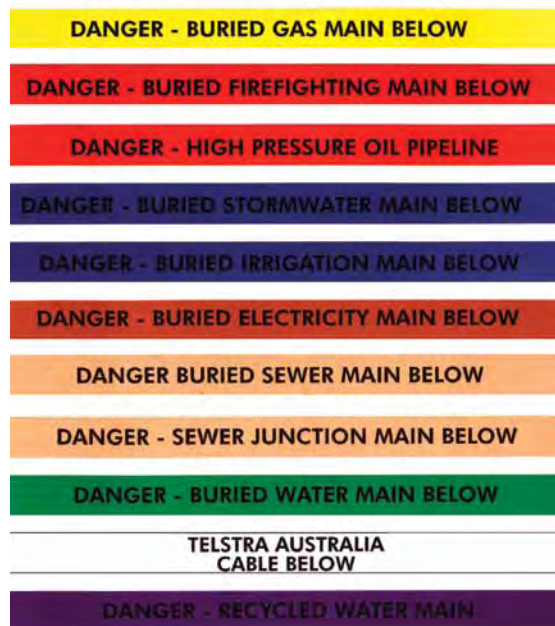 DANGER - BURIED GAS MAIN BELOW
DANGER - BURIED FIREFIGHTING MAIN BELOW
DANGER - HIGH PRESSURE OIL PIPELINE
DANGER - BURIED STORMWATER MAIN BELOW
DANGER - BURIED IRRIGATION MAIN BELOW
DANGER - BURIED ELECTRICITY MAIN BELOW
DANGER BURIED SEWER MAIN BELOW
DANGER - SEWER JUNCTION MAIN BELOW
DANGER - BURIED WATER MAIN BELOW
TELSTRA AUSTRALIA
CABLE BELOW
DANGER - RECYCLED WATER MAIN